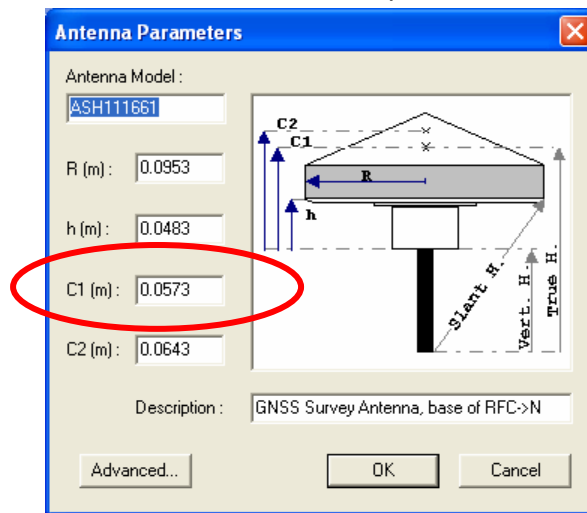 Antenna Parameters
Antenna Model :
ASH111661
R (m) : 0.0953
h (m) : 0.0483
C1 (m) : 0.0573
C2 (m) : 0.0643
C2
C1
R
h
Slant H.
Vert. H.
True H.
Description : GNSS Survey Antenna, base of RFC->N
Advanced... OK Cancel